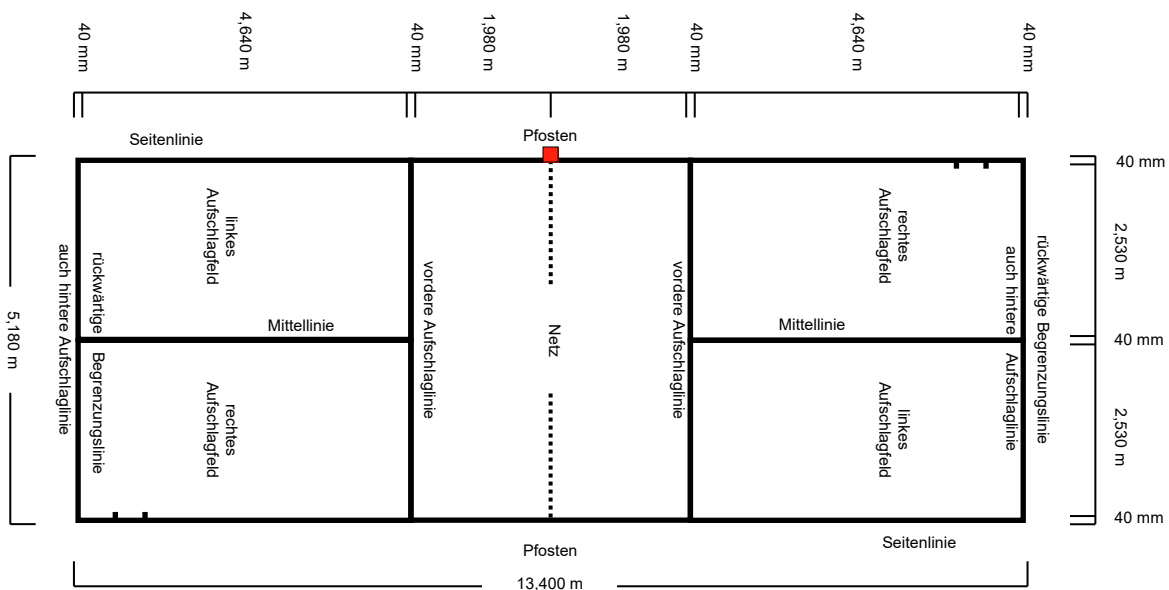 40 mm
4,640 m
40 mm
1,980 m
1,980 m
40 mm
4,640 m
40 mm
Seitenlinie
Pfosten
40 mm
linkes
Aufschlagfeld
rechtes
Aufschlagfeld
2,530 m
5,180 m
auch hintere Aufschlaglinie
rückwärtige Begrenzungslinie
vordere Aufschlaglinie
vordere Aufschlaglinie
auch hintere Aufschlaglinie
rückwärtige Begrenzungslinie
Mittellinie
Netz
Mittellinie
40 mm
rechtes
Aufschlagfeld
linkes
Aufschlagfeld
2,530 m
40 mm
Pfosten
Seitenlinie
13,400 m